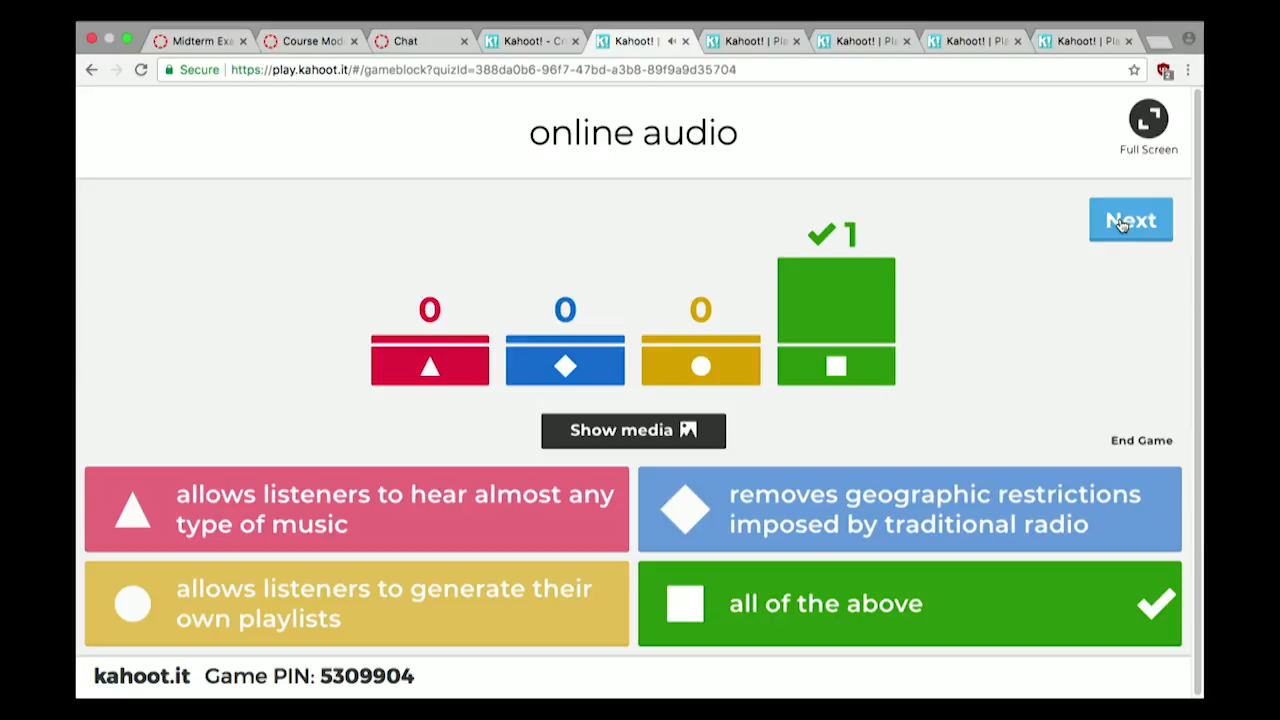 Midterm Exa
Course Mod
Chat
Kahoot! - Cr
Kahoot! |
Kahoot! | Pla
Kahoot! | Pla
Kahoot! | Pla
Kahoot! | Pla
Secure
https://play.kahoot.it/#/gameblock?quizId=388da0b6-96f7-47bd-a3b8-89f9a9d35704
2
online audio
Full Screen
Next
1
0
0
0
Show media
End Game
allows listeners to hear almost any
type of music
removes geographic restrictions
imposed by traditional radio
allows listeners to generate their
own playlists
all of the above
kahoot.it Game PIN: 5309904